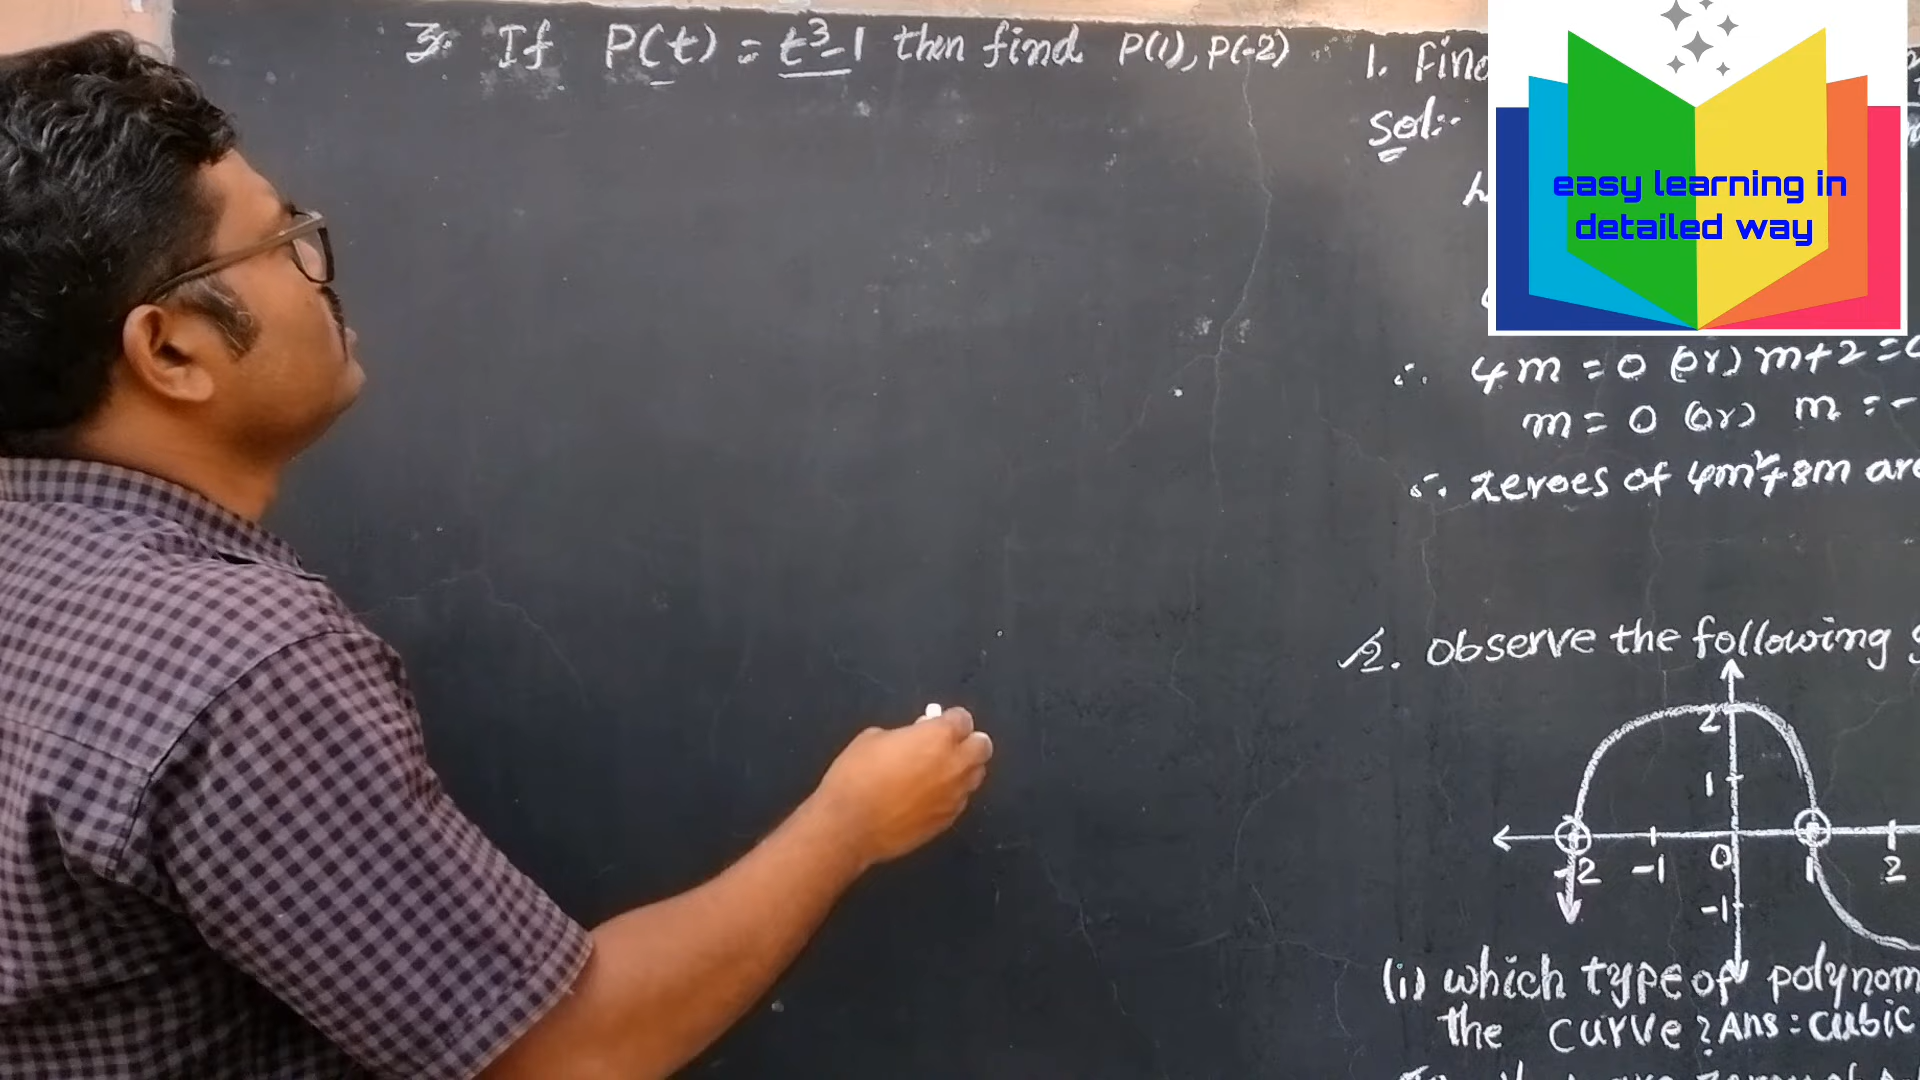 3. If P(t) = t³-1 then find P(1), P(-2)
1. Find
Sol:-
easy learning in
detailed way
∴ 4m = 0 (or) m+2 =
m = 0 (or) m = -
∴ zeroes of 4m²+8m are
2. Observe the following
2
1
-2 -1 0 1 2
-1
(i) which type of polynom
the curve? Ans: cubic